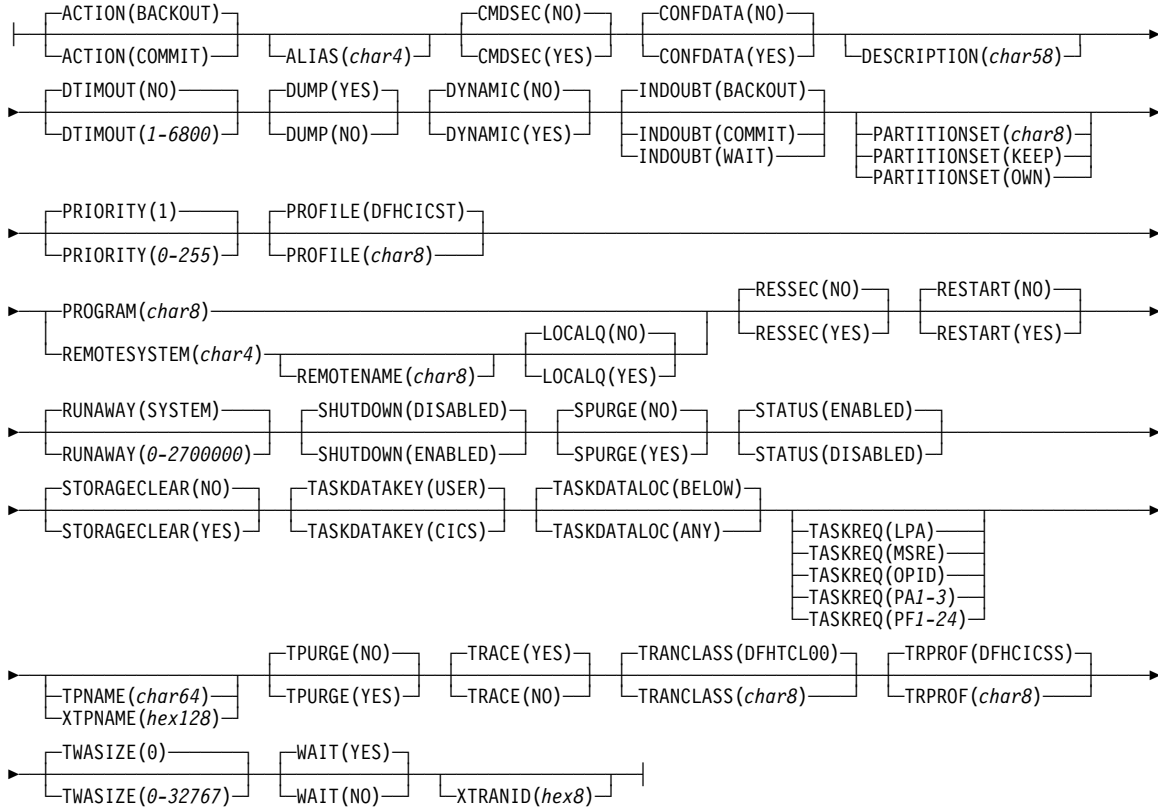 ACTION(BACKOUT) CMDSEC(NO) CONFDATA(NO)
ACTION(COMMIT) ALIAS(char4) CMDSEC(YES) CONFDATA(YES) DESCRIPTION(char58)
DTIMOUT(NO) DUMP(YES) DYNAMIC(NO) INDOUBT(BACKOUT)
DTIMOUT(1-6800) DUMP(NO) DYNAMIC(YES) INDOUBT(COMMIT) PARTITIONSET(char8)
INDOUBT(WAIT) PARTITIONSET(KEEP)
PARTITIONSET(OWN)
PRIORITY(1) PROFILE(DFHCICST)
PRIORITY(0-255) PROFILE(char8)
RESSEC(NO) RESTART(NO)
PROGRAM(char8) RESSEC(YES) RESTART(YES)
LOCALQ(NO)
REMOTESYSTEM(char4) REMOTENAME(char8) LOCALQ(YES)
RUNAWAY(SYSTEM) SHUTDOWN(DISABLED) SPURGE(NO) STATUS(ENABLED)
RUNAWAY(0-2700000) SHUTDOWN(ENABLED) SPURGE(YES) STATUS(DISABLED)
STORAGECLEAR(NO) TASKDATAKEY(USER) TASKDATALOC(BELOW)
STORAGECLEAR(YES) TASKDATAKEY(CICS) TASKDATALOC(ANY) TASKREQ(LPA)
TASKREQ(MSRE)
TASKREQ(OPID)
TASKREQ(PA1-3)
TASKREQ(PF1-24)
TPURGE(NO) TRACE(YES) TRANCLASS(DFHTCL00) TRPROF(DFHCICSS)
TPNAME(char64) TPURGE(YES) TRACE(NO) TRANCLASS(char8) TRPROF(char8)
XTPNAME(hex128)
TWASIZE(0) WAIT(YES)
TWASIZE(0-32767) WAIT(NO) XTRANID(hex8)